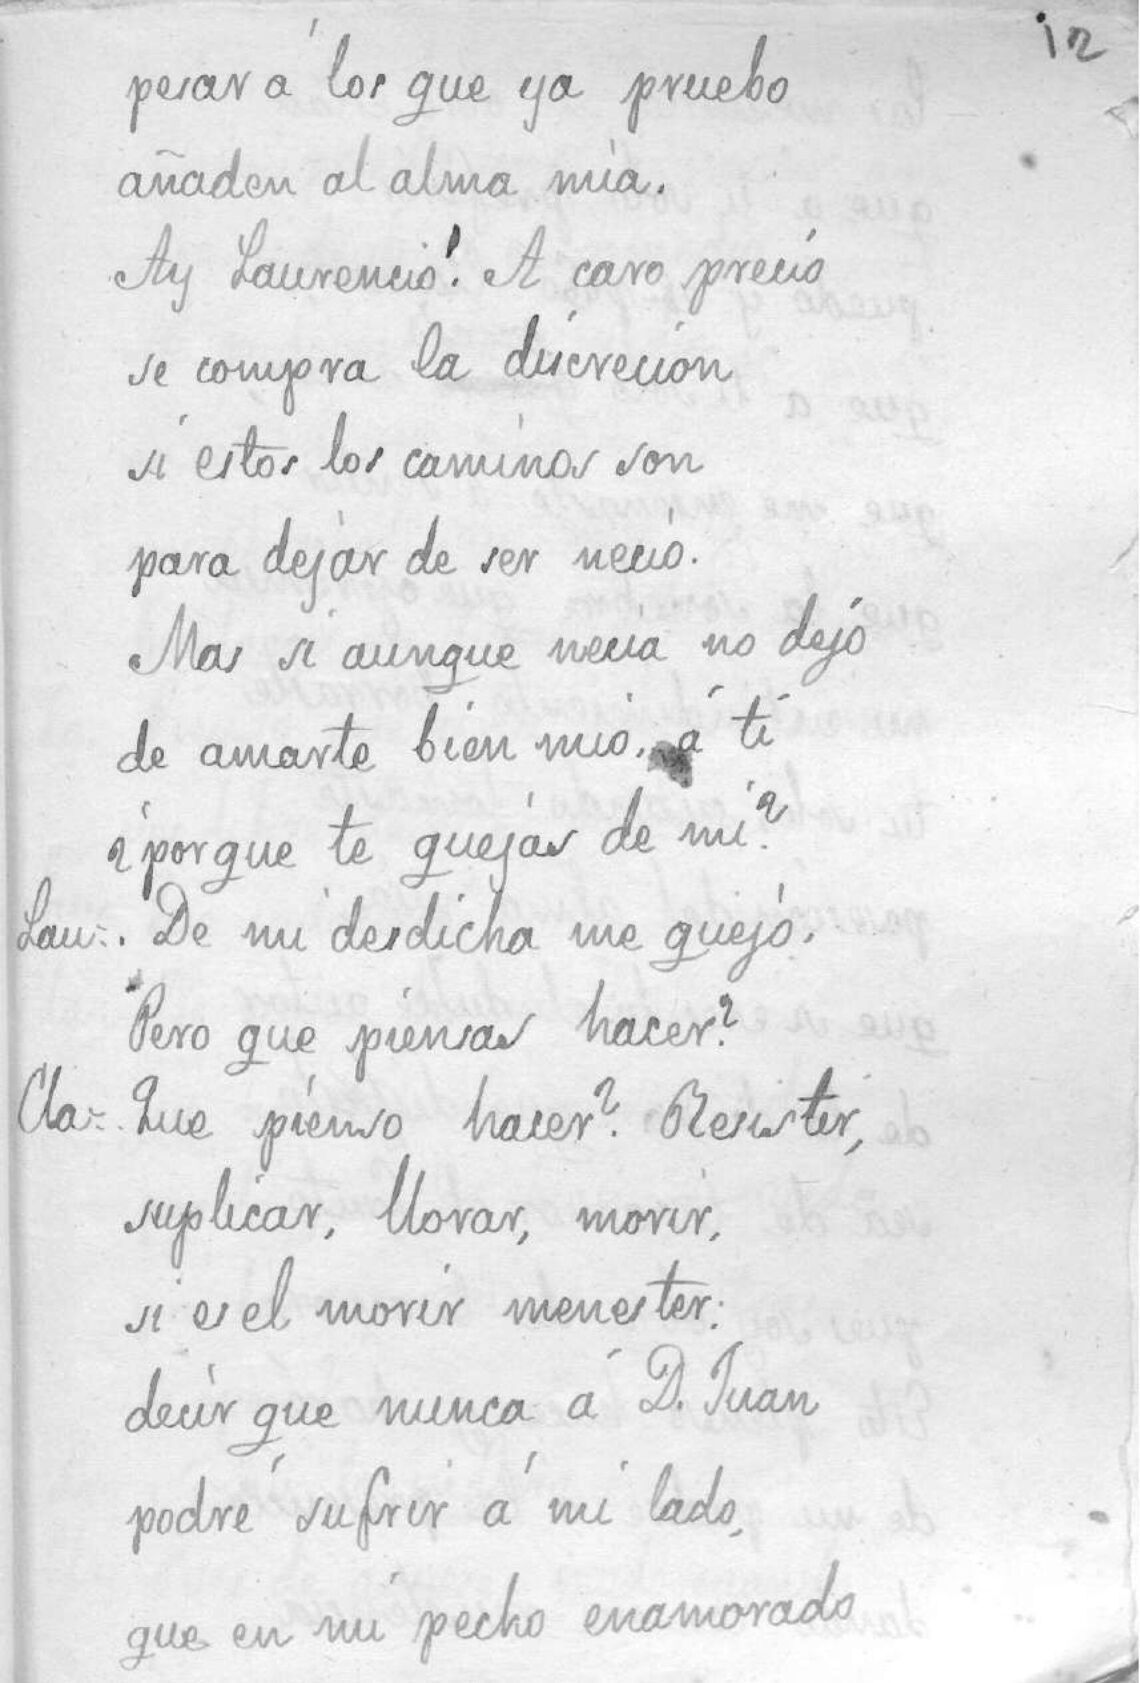 12
pesar á los que ya pruebo
añaden al alma mia.
Ay Laurencio! A caro precio
se compra la discrecion
si estos los caminos son
para dejar de ser necio.
Mas si aunque necia no dejo
de amarte bien mio, á ti
¿porque te quejas de mi?
Lau=. De mi desdicha me quejo.
Pero que piensas hacer?
Cla=. Que pienso hacer? Resistir,
suplicar, llorar, morir,
si es el morir menester:
decir que nunca á D. Juan
podré sufrir á mi lado,
que en mi pecho enamorado